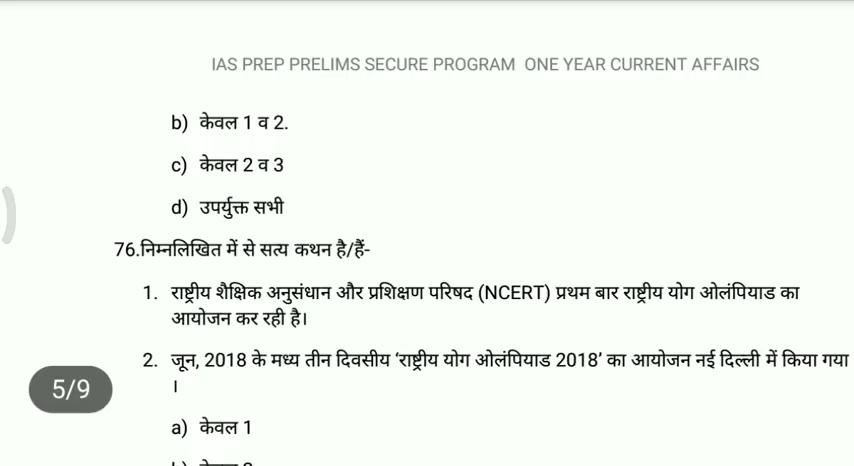 IAS PREP PRELIMS SECURE PROGRAM ONE YEAR CURRENT AFFAIRS
b) केवल 1 व 2.
c) केवल 2 व 3
d) उपर्युक्त सभी
76.निम्नलिखित में से सत्य कथन है/हैं-
1. राष्ट्रीय शैक्षिक अनुसंधान और प्रशिक्षण परिषद (NCERT) प्रथम बार राष्ट्रीय योग ओलंपियाड का
आयोजन कर रही है।
2. जून, 2018 के मध्य तीन दिवसीय ‘राष्ट्रीय योग ओलंपियाड 2018’ का आयोजन नई दिल्ली में किया गया
।
5/9
a) केवल 1